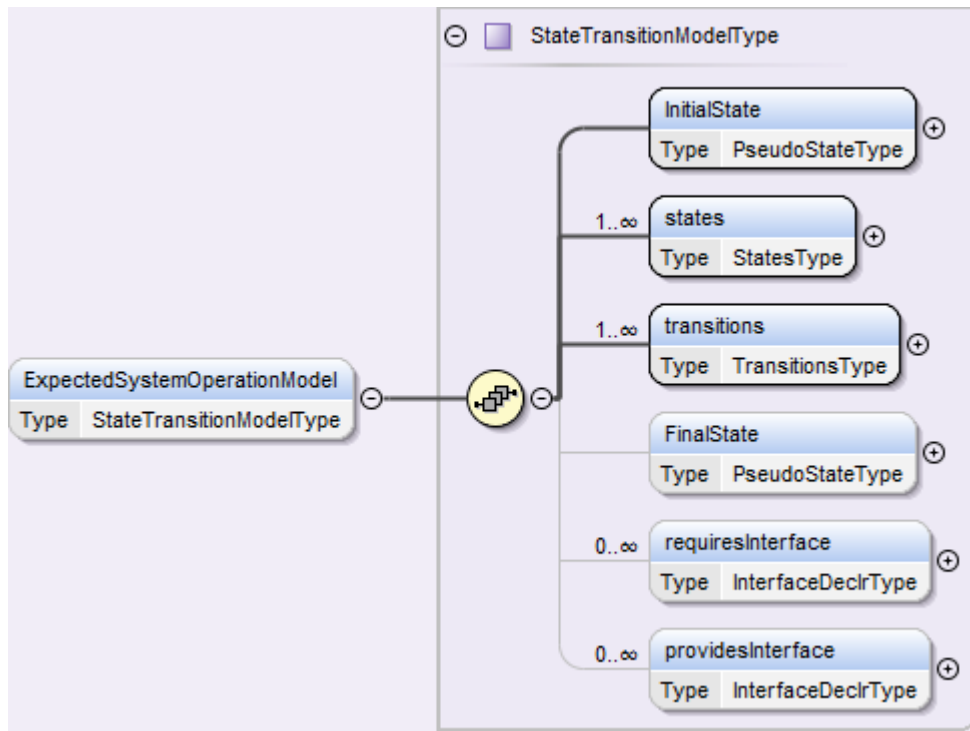 StateTransitionModelType
InitialState
Type PseudoStateType
1..∞
states
Type StatesType
1..∞
transitions
Type TransitionsType
ExpectedSystemOperationModel
Type StateTransitionModelType
FinalState
Type PseudoStateType
0..∞
requiresInterface
Type InterfaceDeclrType
0..∞
providesInterface
Type InterfaceDeclrType